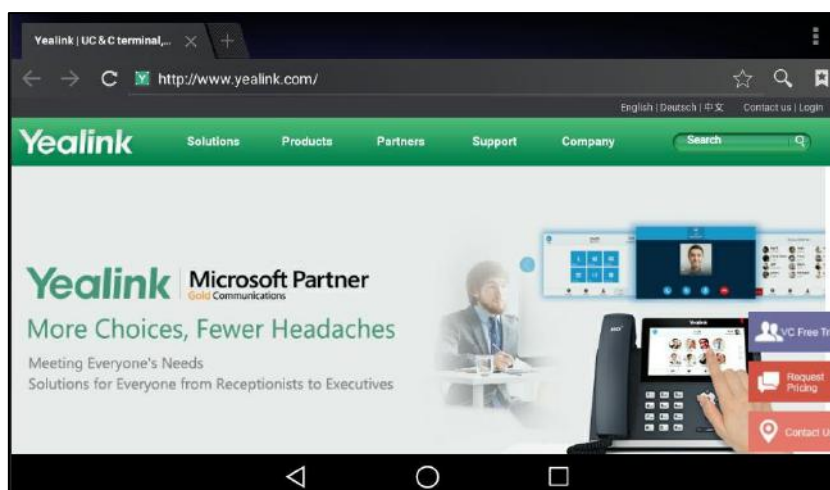 Yealink | UC & C terminal,...
http://www.yealink.com/
English | Deutsch | 中文 Contact us | Login
Yealink Solutions Products Partners Support Company Search
Yealink Microsoft Partner
Gold Communications
More Choices, Fewer Headaches
Meeting Everyone's Needs
Solutions for Everyone from Receptionists to Executives
Yealink
VC Free Tr
Request
Pricing
Contact U